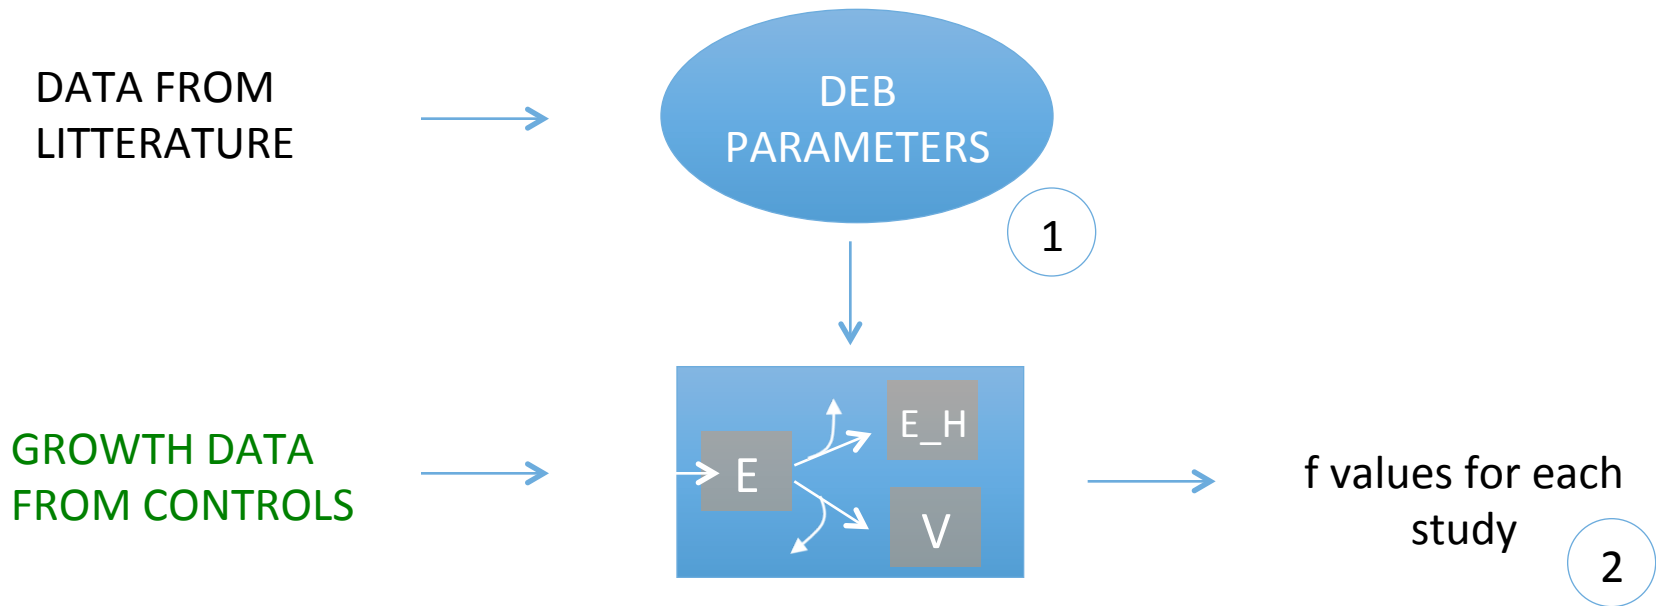 DATA FROM
LITTERATURE
DEB
PARAMETERS
1
GROWTH DATA
FROM CONTROLS
E
E_H
V
f values for each
study
2